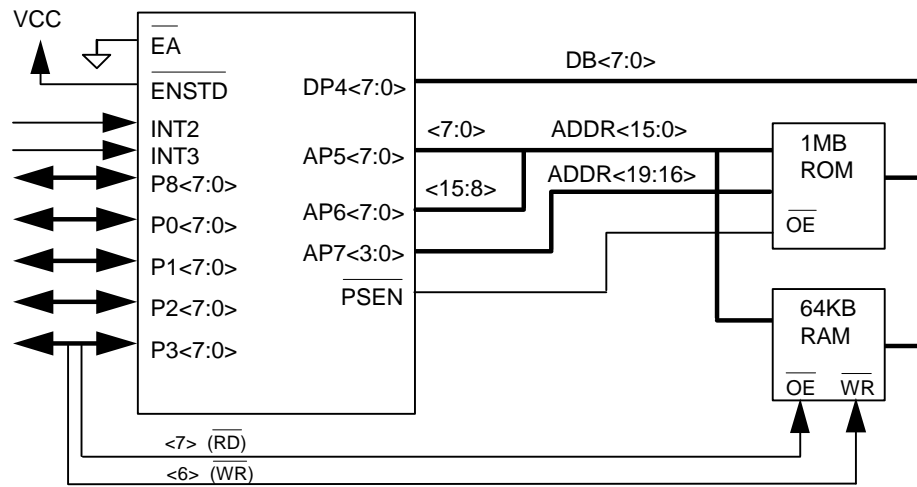 VCC
EA
ENSTD
INT2
INT3
P8<7:0>
P0<7:0>
P1<7:0>
P2<7:0>
P3<7:0>
DP4<7:0>
AP5<7:0>
AP6<7:0>
AP7<3:0>
PSEN
DB<7:0>
<7:0>
ADDR<15:0>
<15:8>
ADDR<19:16>
1MB
ROM
OE
64KB
RAM
OE WR
<7> (RD)
<6> (WR)